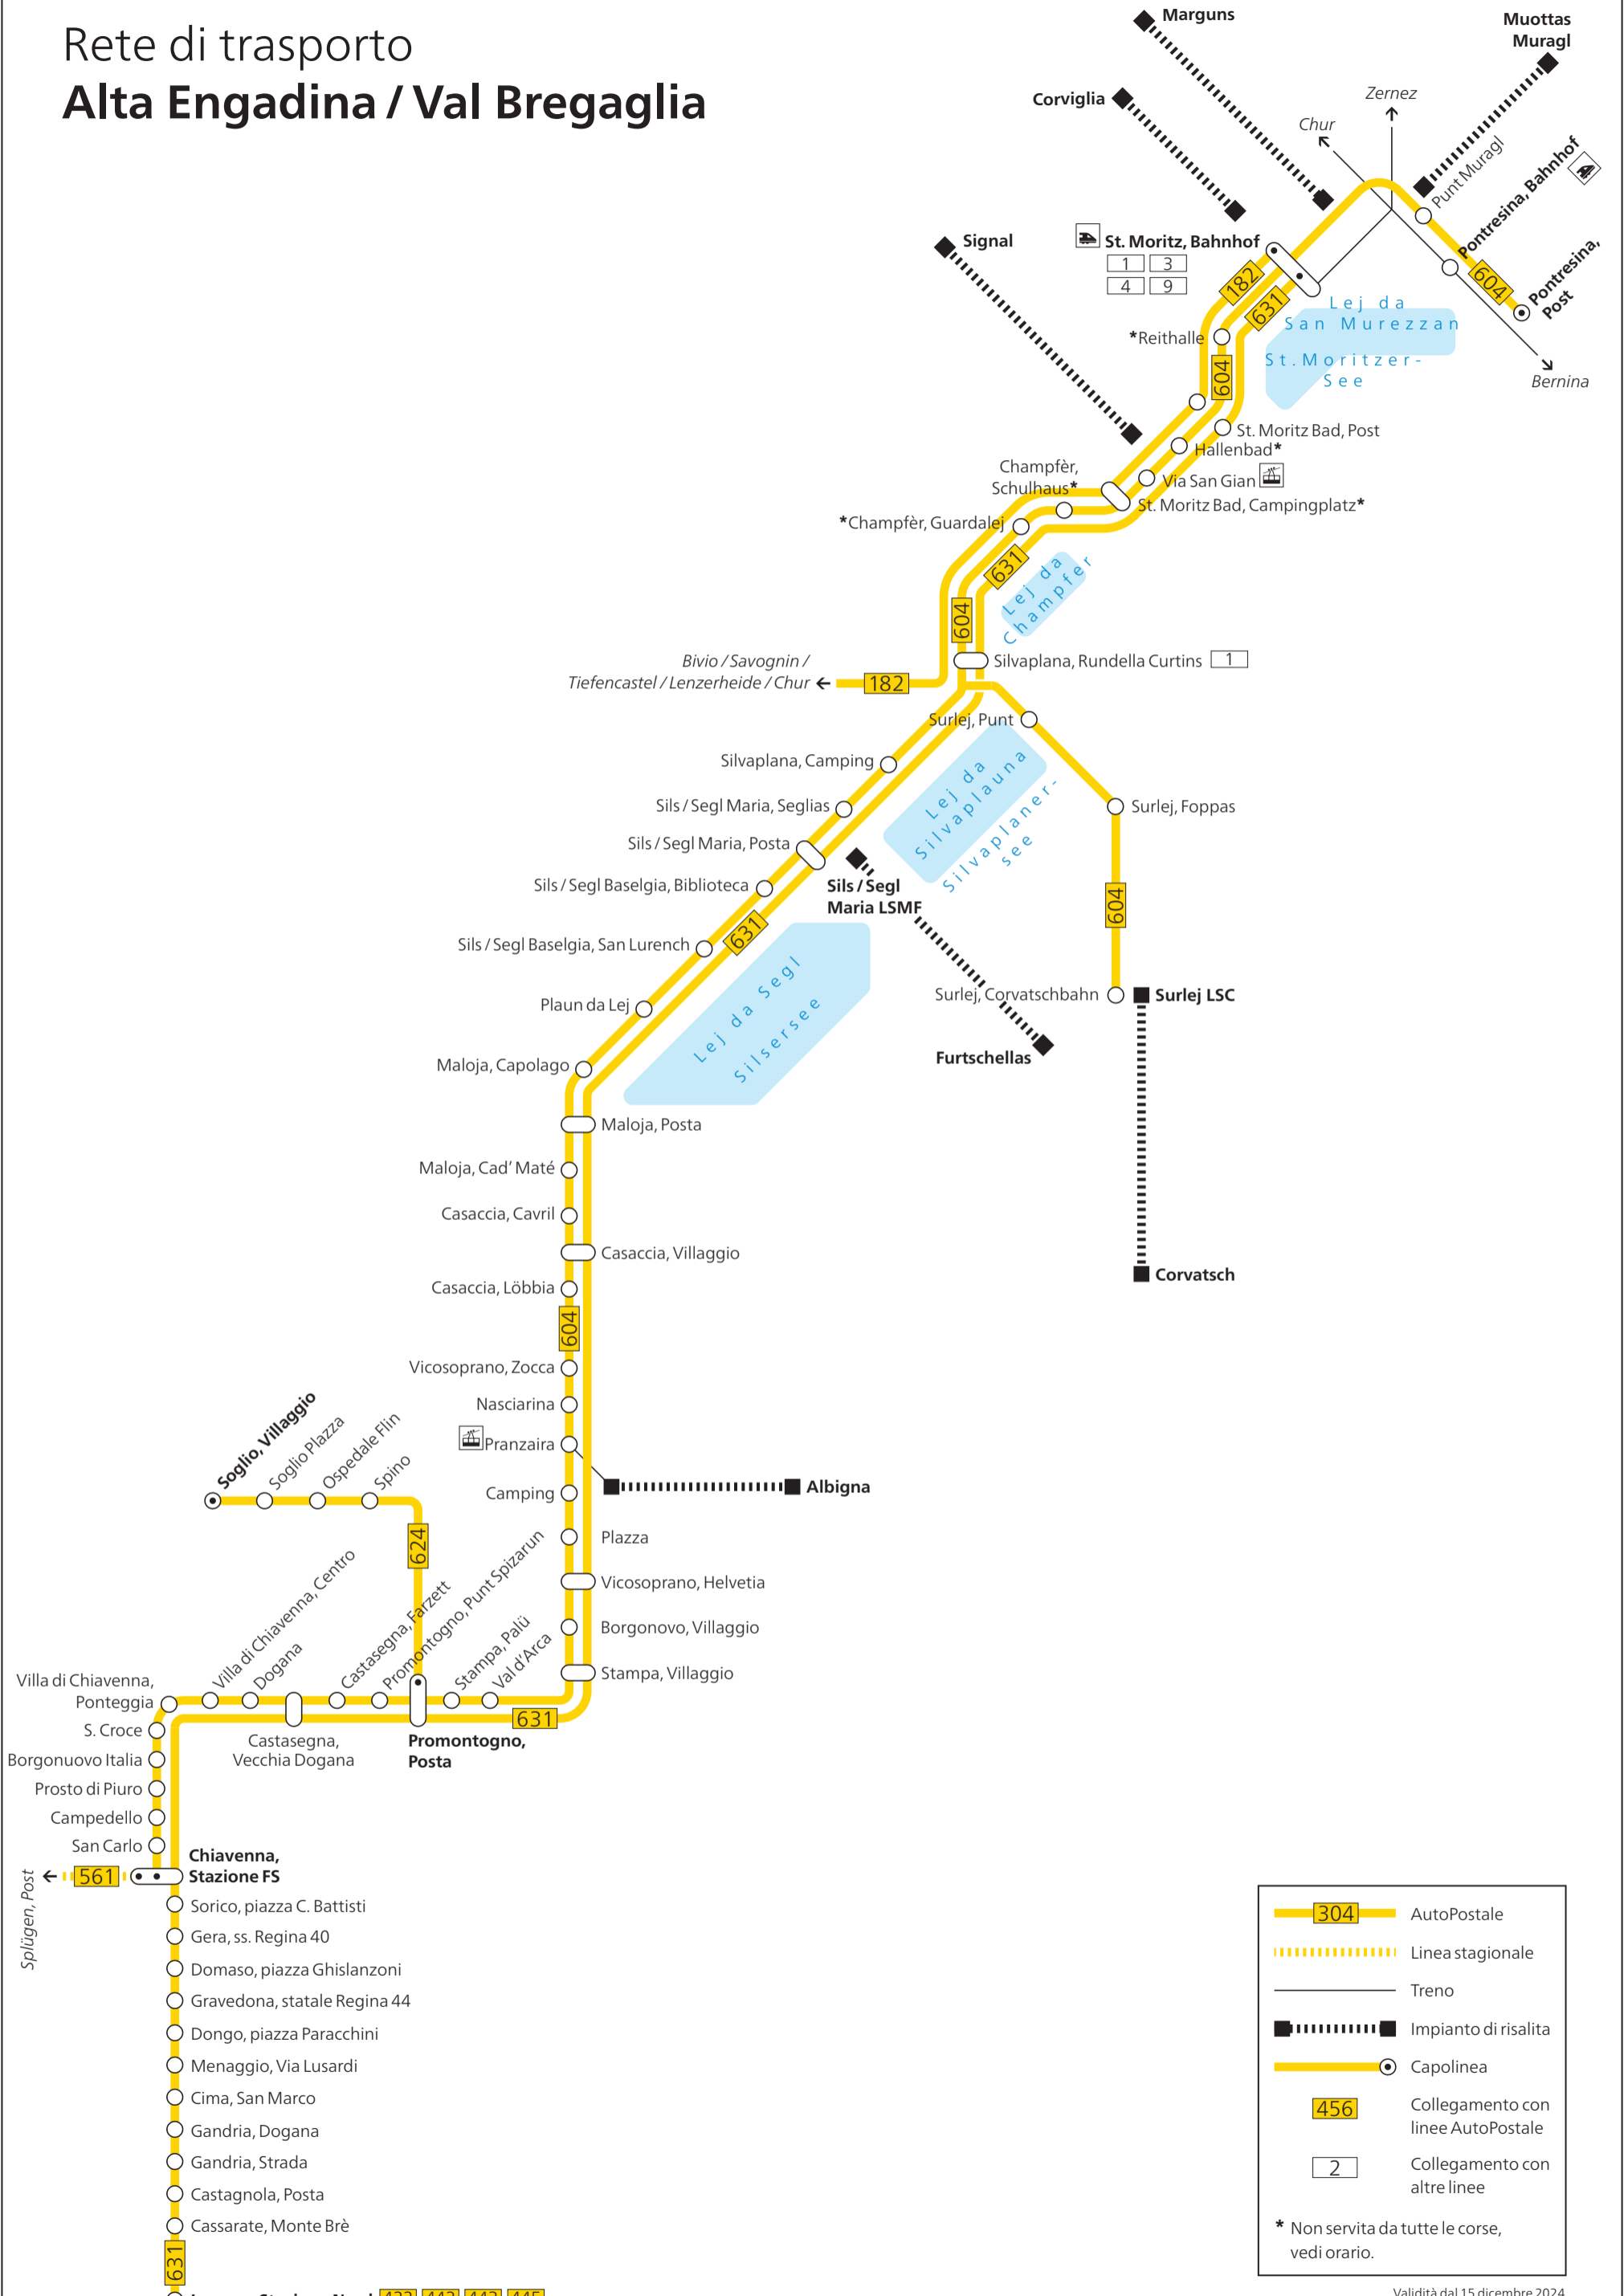 Rete di trasporto
Alta Engadina / Val Bregaglia
Marguns
Muottas
Muragl
Corviglia
Zernez
Chur
Punt Muragl
Pontresina, Bahnhof
Signal
St. Moritz, Bahnhof
1 3
4 9
182
631
604
Pontresina,
Post
Lej da
San Murezzan
St. Moritzer-
See
Bernina
*Reithalle
604
St. Moritz Bad, Post
Hallenbad*
Via San Gian
St. Moritz Bad, Campingplatz*
Champfèr,
Schulhaus*
*Champfèr, Guardalej
631
Lej da
Champfer
604
Bivio / Savognin /
Tiefencastel / Lenzerheide / Chur
182
Silvaplana, Rundella Curtins 1
Surlej, Punt
Silvaplana, Camping
Lej da
Silvaplauna
Silvaplaner-
see
Sils / Segl Maria, Seglias
Surlej, Foppas
Sils / Segl Maria, Posta
Sils / Segl Baselgia, Biblioteca
Sils / Segl
Maria LSMF
604
631
Sils / Segl Baselgia, San Lurench
Plaun da Lej
Lej da Segl
Silsersee
Surlej, Corvatschbahn
Surlej LSC
Furtschellas
Maloja, Capolago
Maloja, Posta
Maloja, Cad' Maté
Casaccia, Cavril
Casaccia, Villaggio
Corvatsch
Casaccia, Löbbia
604
Vicosoprano, Zocca
Nasciarina
Pranzaira
Albigna
Camping
Plazza
Vicosoprano, Helvetia
Borgonovo, Villaggio
Stampa, Villaggio
Soglio, Villaggio
Soglio Plazza
Ospedale Flin
Spino
624
Villa di Chiavenna, Centro
Dogana
Castasegna, Farzett
Promontogno, Punt Spizarun
Stampa, Palü
Val d'Arca
631
Villa di Chiavenna,
Ponteggia
Castasegna,
Vecchia Dogana
Promontogno,
Posta
S. Croce
Borgonuovo Italia
Prosto di Piuro
Campedello
San Carlo
Chiavenna,
Stazione FS
561
Splügen, Post
Sorico, piazza C. Battisti
Gera, ss. Regina 40
Domaso, piazza Ghislanzoni
Gravedona, statale Regina 44
Dongo, piazza Paracchini
Menaggio, Via Lusardi
Cima, San Marco
Gandria, Dogana
Gandria, Strada
Castagnola, Posta
Cassarate, Monte Brè
631
304 AutoPostale
Linea stagionale
Treno
Impianto di risalita
Capolinea
456 Collegamento con
linee AutoPostale
2 Collegamento con
altre linee
* Non servita da tutte le corse,
vedi orario.
Validità dal 15 dicembre 2024